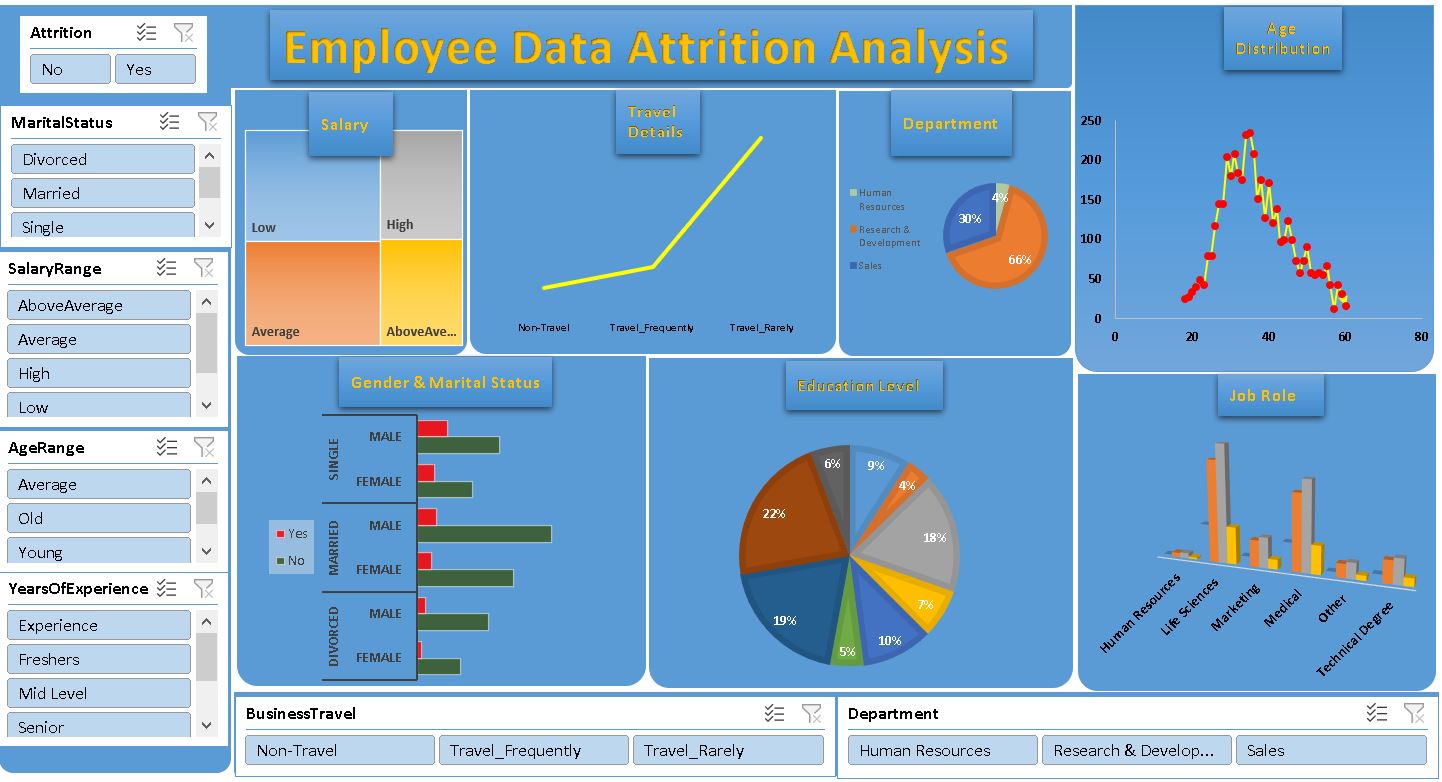 Attrition
No
Yes
MaritalStatus
Divorced
Married
Single
SalaryRange
AboveAverage
Average
High
Low
AgeRange
Average
Old
Young
YearsOfExperience
Experience
Freshers
Mid Level
Senior
Employee Data Attrition Analysis
Salary
Low
High
Average
AboveAve...
Travel
Details
Non-Travel
Travel_Frequently
Travel_Rarely
Department
Human
Resources
Research &
Development
Sales
4%
30%
66%
Age
Distribution
250
200
150
100
50
0
0
20
40
60
80
Gender & Marital Status
Yes
No
SINGLE
MALE
FEMALE
MARRIED
MALE
FEMALE
DIVORCED
MALE
FEMALE
Education Level
6%
9%
4%
22%
18%
7%
19%
10%
5%
Job Role
Human Resources
Life Sciences
Marketing
Medical
Other
Technical Degree
BusinessTravel
Non-Travel
Travel_Frequently
Travel_Rarely
Department
Human Resources
Research & Develop...
Sales